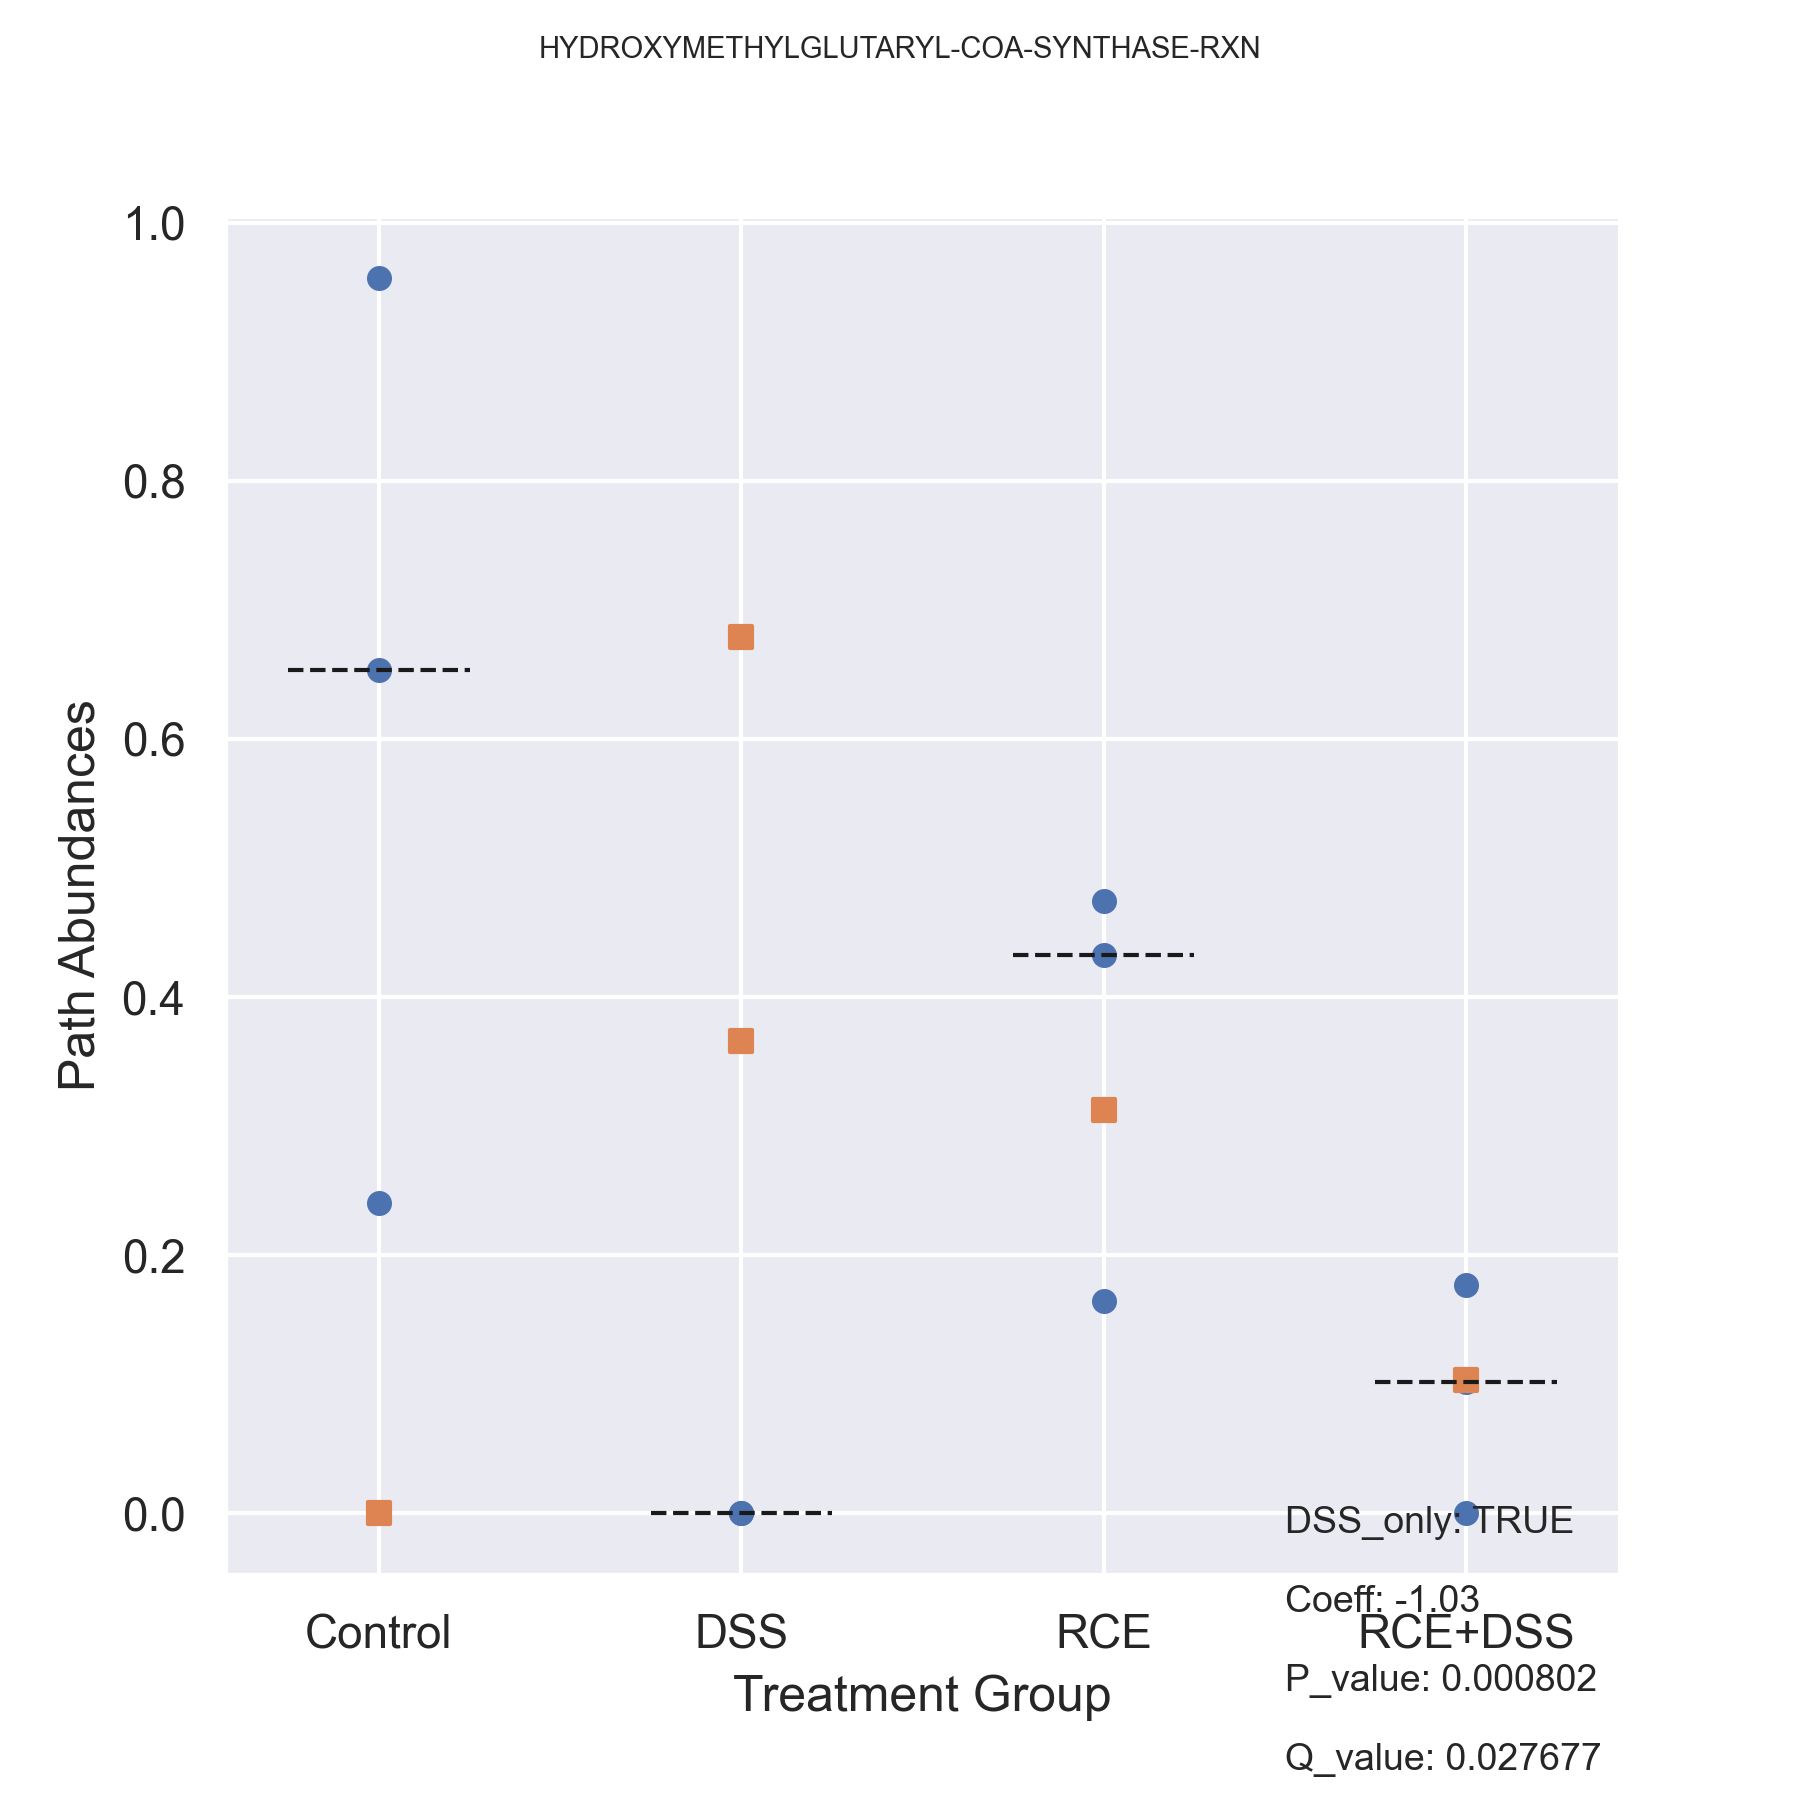 HYDROXYMETHYLGLUTARYL-COA-SYNTHASE-RXN
1.0
0.8
0.6
0.4
0.2
0.0
Path Abundances
DSS_only: TRUE
Coeff: -1.03
Control DSS RCE RCE+DSS
P_value: 0.000802
Treatment Group
Q_value: 0.027677